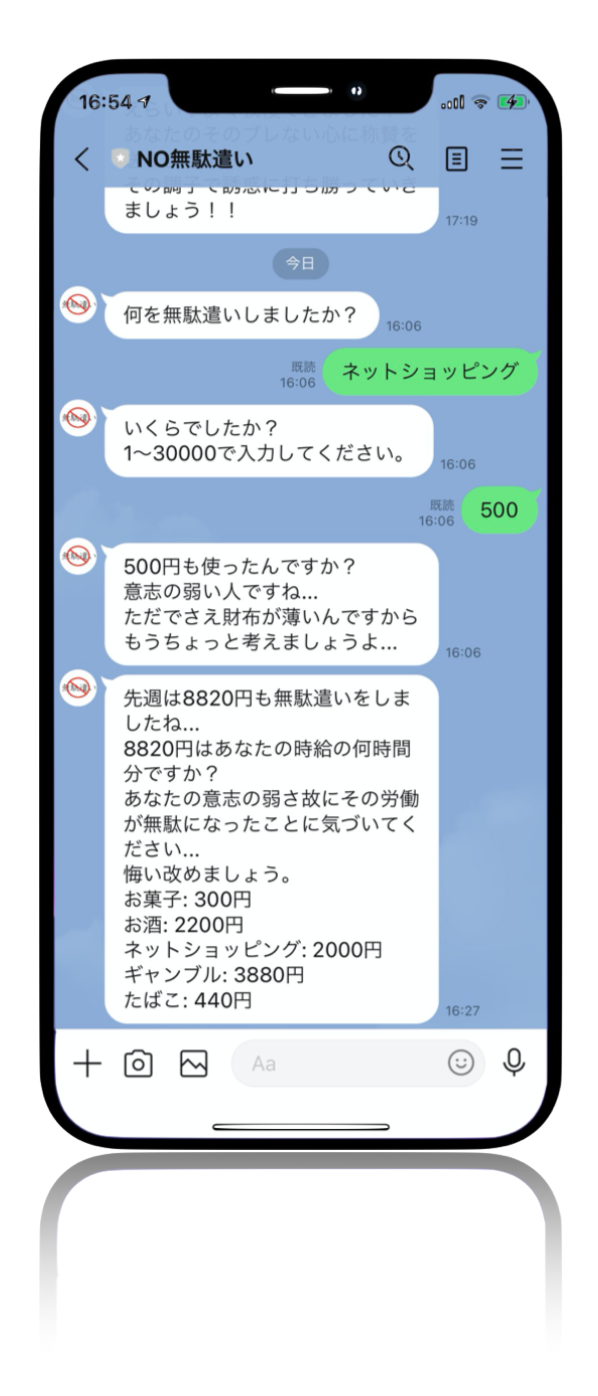 16:54
あなたのそのブレない心に称賛を
NO無駄遣い
その調子で誘惑に打ち勝っていき
ましょう！！
17:19
今日
何を無駄遣いしましたか？
16:06
既読
16:06
ネットショッピング
いくらでしたか？
1〜30000で入力してください。
16:06
既読
16:06
500
500円も使ったんですか？
意志の弱い人ですね...
ただでさえ財布が薄いんですから
もうちょっと考えましょうよ...
16:06
先週は8820円も無駄遣いをしま
したね...
8820円はあなたの時給の何時間
分ですか？
あなたの意志の弱さ故にその労働
が無駄になったことに気づいてく
ださい...
悔い改めましょう。
お菓子: 300円
お酒: 2200円
ネットショッピング: 2000円
ギャンブル: 3880円
たばこ: 440円
16:27
Aa